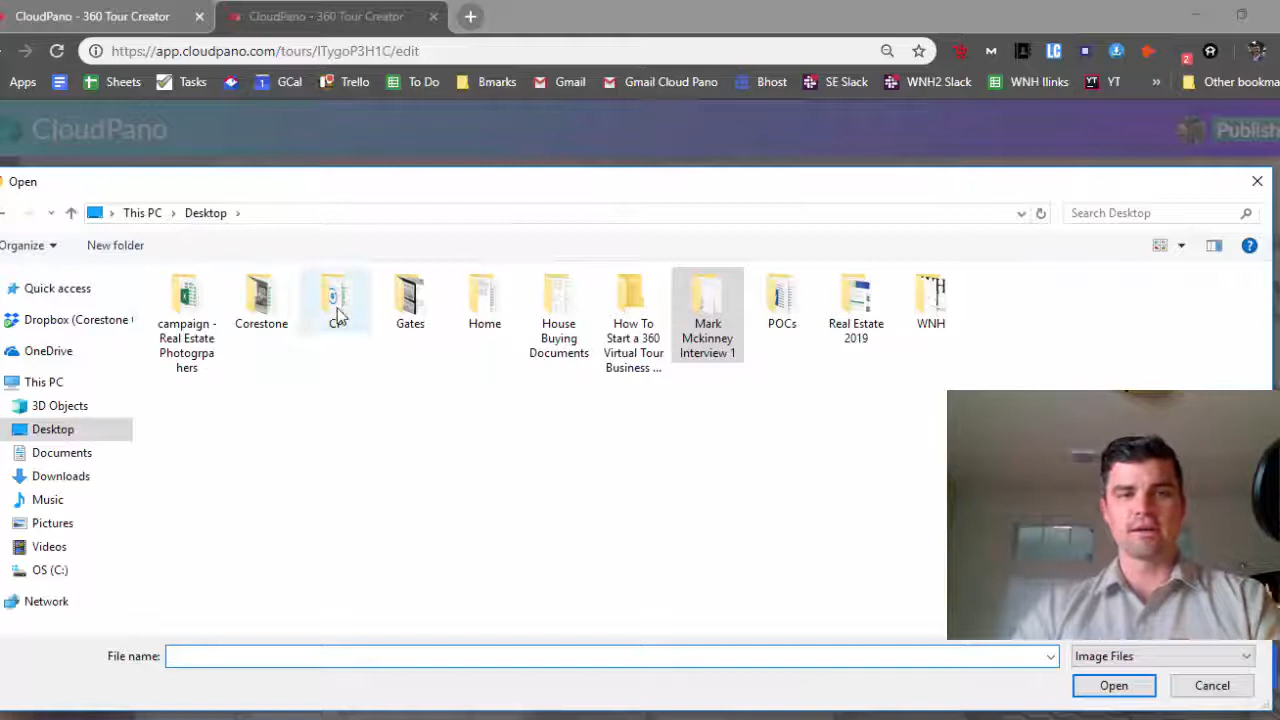 CloudPano - 360 Tour Creator
CloudPano - 360 Tour Creator
https://app.cloudpano.com/tours/lTygoP3H1C/edit
Apps
Sheets
Tasks
GCal
Trello
To Do
Bmarks
Gmail
Gmail Cloud Pano
Bhost
SE Slack
WNH2 Slack
WNH llinks
YT
Other bookma
CloudPano
Publish
Open
This PC
Desktop
Search Desktop
Organize
New folder
Quick access
Dropbox (Corestone
OneDrive
This PC
3D Objects
Desktop
Documents
Downloads
Music
Pictures
Videos
OS (C:)
Network
campaign -
Real Estate
Photogrpa
hers
Corestone
Gates
Home
House
Buying
Documents
How To
Start a 360
Virtual Tour
Business ...
Mark
Mckinney
Interview 1
POCs
Real Estate
2019
WNH
File name:
Image Files
Open
Cancel